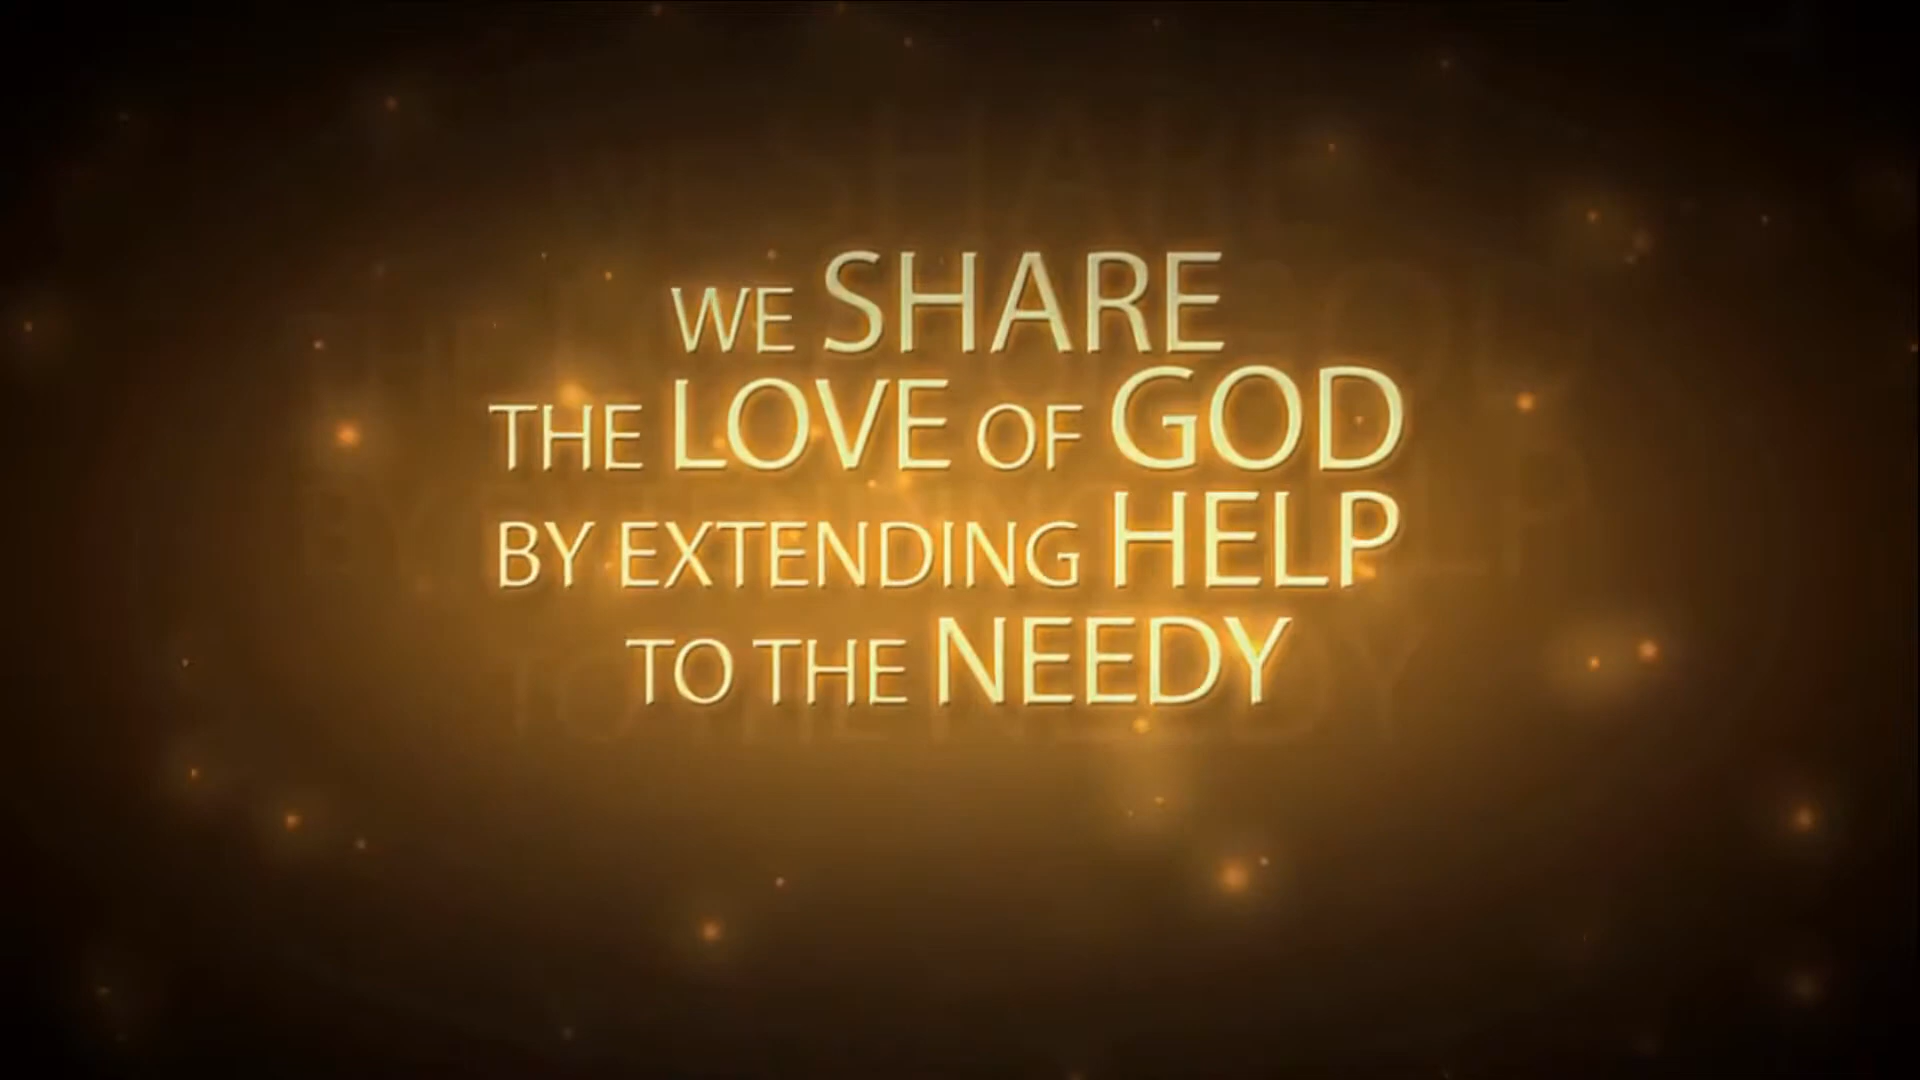 WE SHARE
THE LOVE OF GOD
BY EXTENDING HELP
TO THE NEEDY